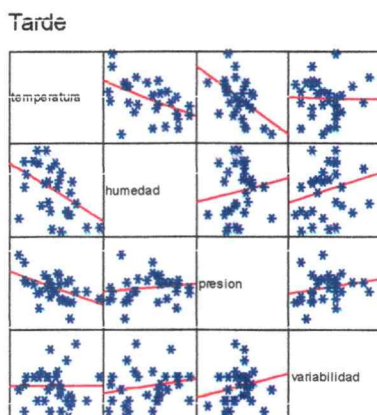 Tarde
temperatura
humedad
presion
variabilidad